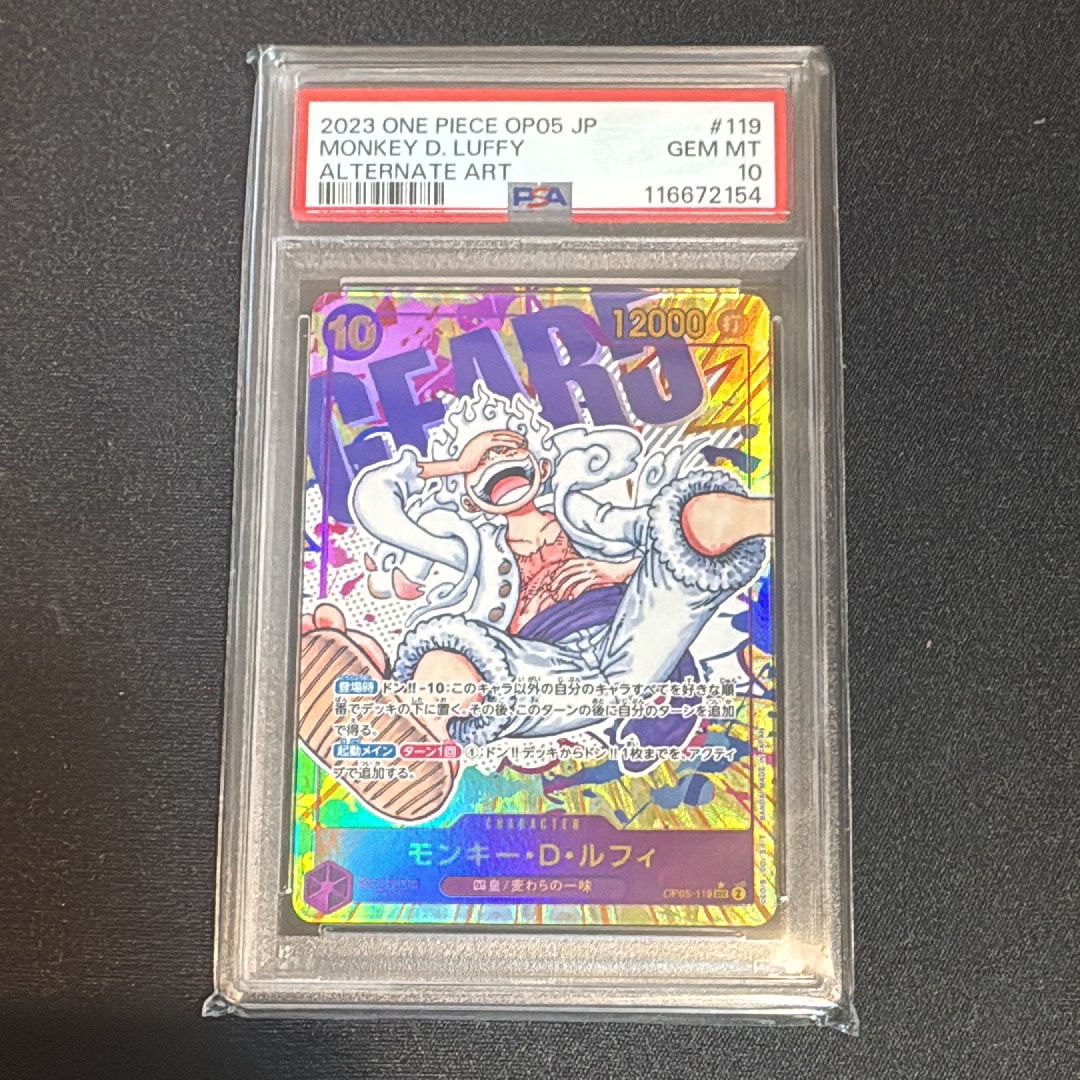 2023 ONE PIECE OP05 JP #119
MONKEY D. LUFFY GEM MT
ALTERNATE ART 10
PSA 116672154
10 12000 打
GEAR5
登場時 ドン!!-10:このキャラ以外の自分のキャラすべてを好きな順
番でデッキの下に置く。その後、このターンの後に自分のターンを追加
で得る。
起動メイン ターン1回 ①:ドン!!デッキからドン!!1枚までを、アクティ
ブで追加する。
CHARACTER
モンキー・D・ルフィ
四皇/麦わらの一味
OP05-119 SEC 2